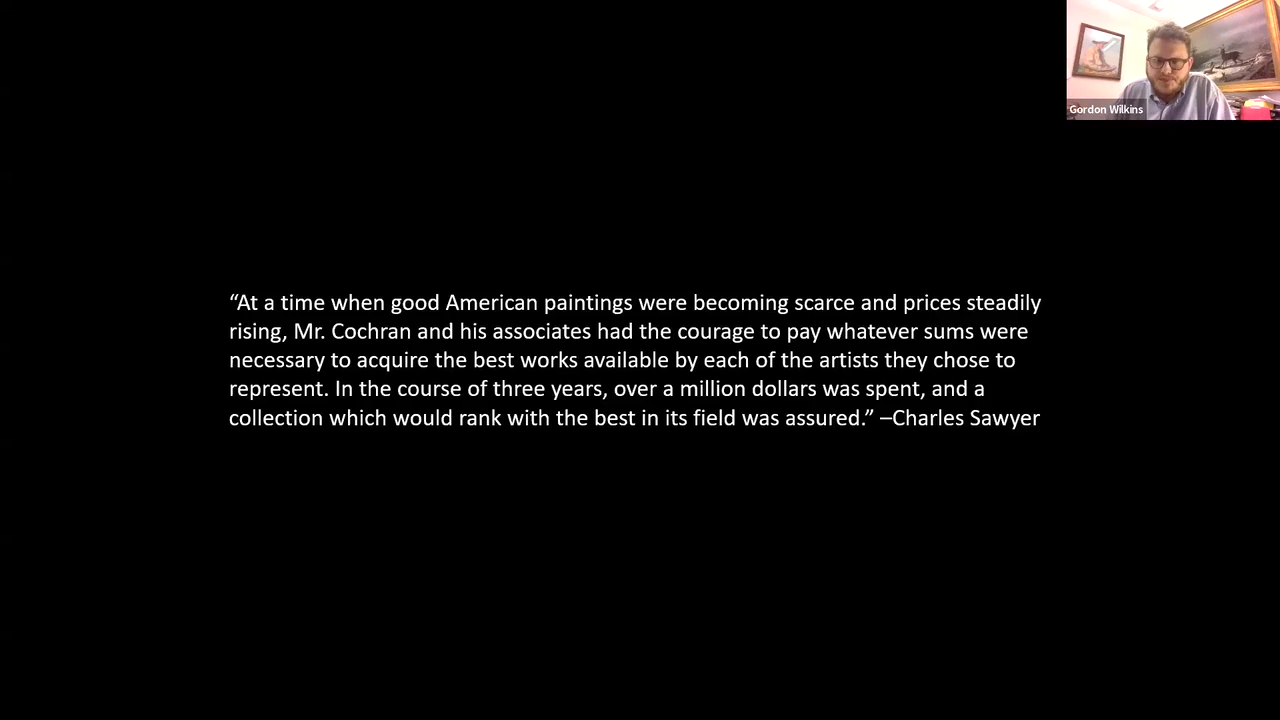 Gordon Wilkins
“At a time when good American paintings were becoming scarce and prices steadily
rising, Mr. Cochran and his associates had the courage to pay whatever sums were
necessary to acquire the best works available by each of the artists they chose to
represent. In the course of three years, over a million dollars was spent, and a
collection which would rank with the best in its field was assured.” –Charles Sawyer